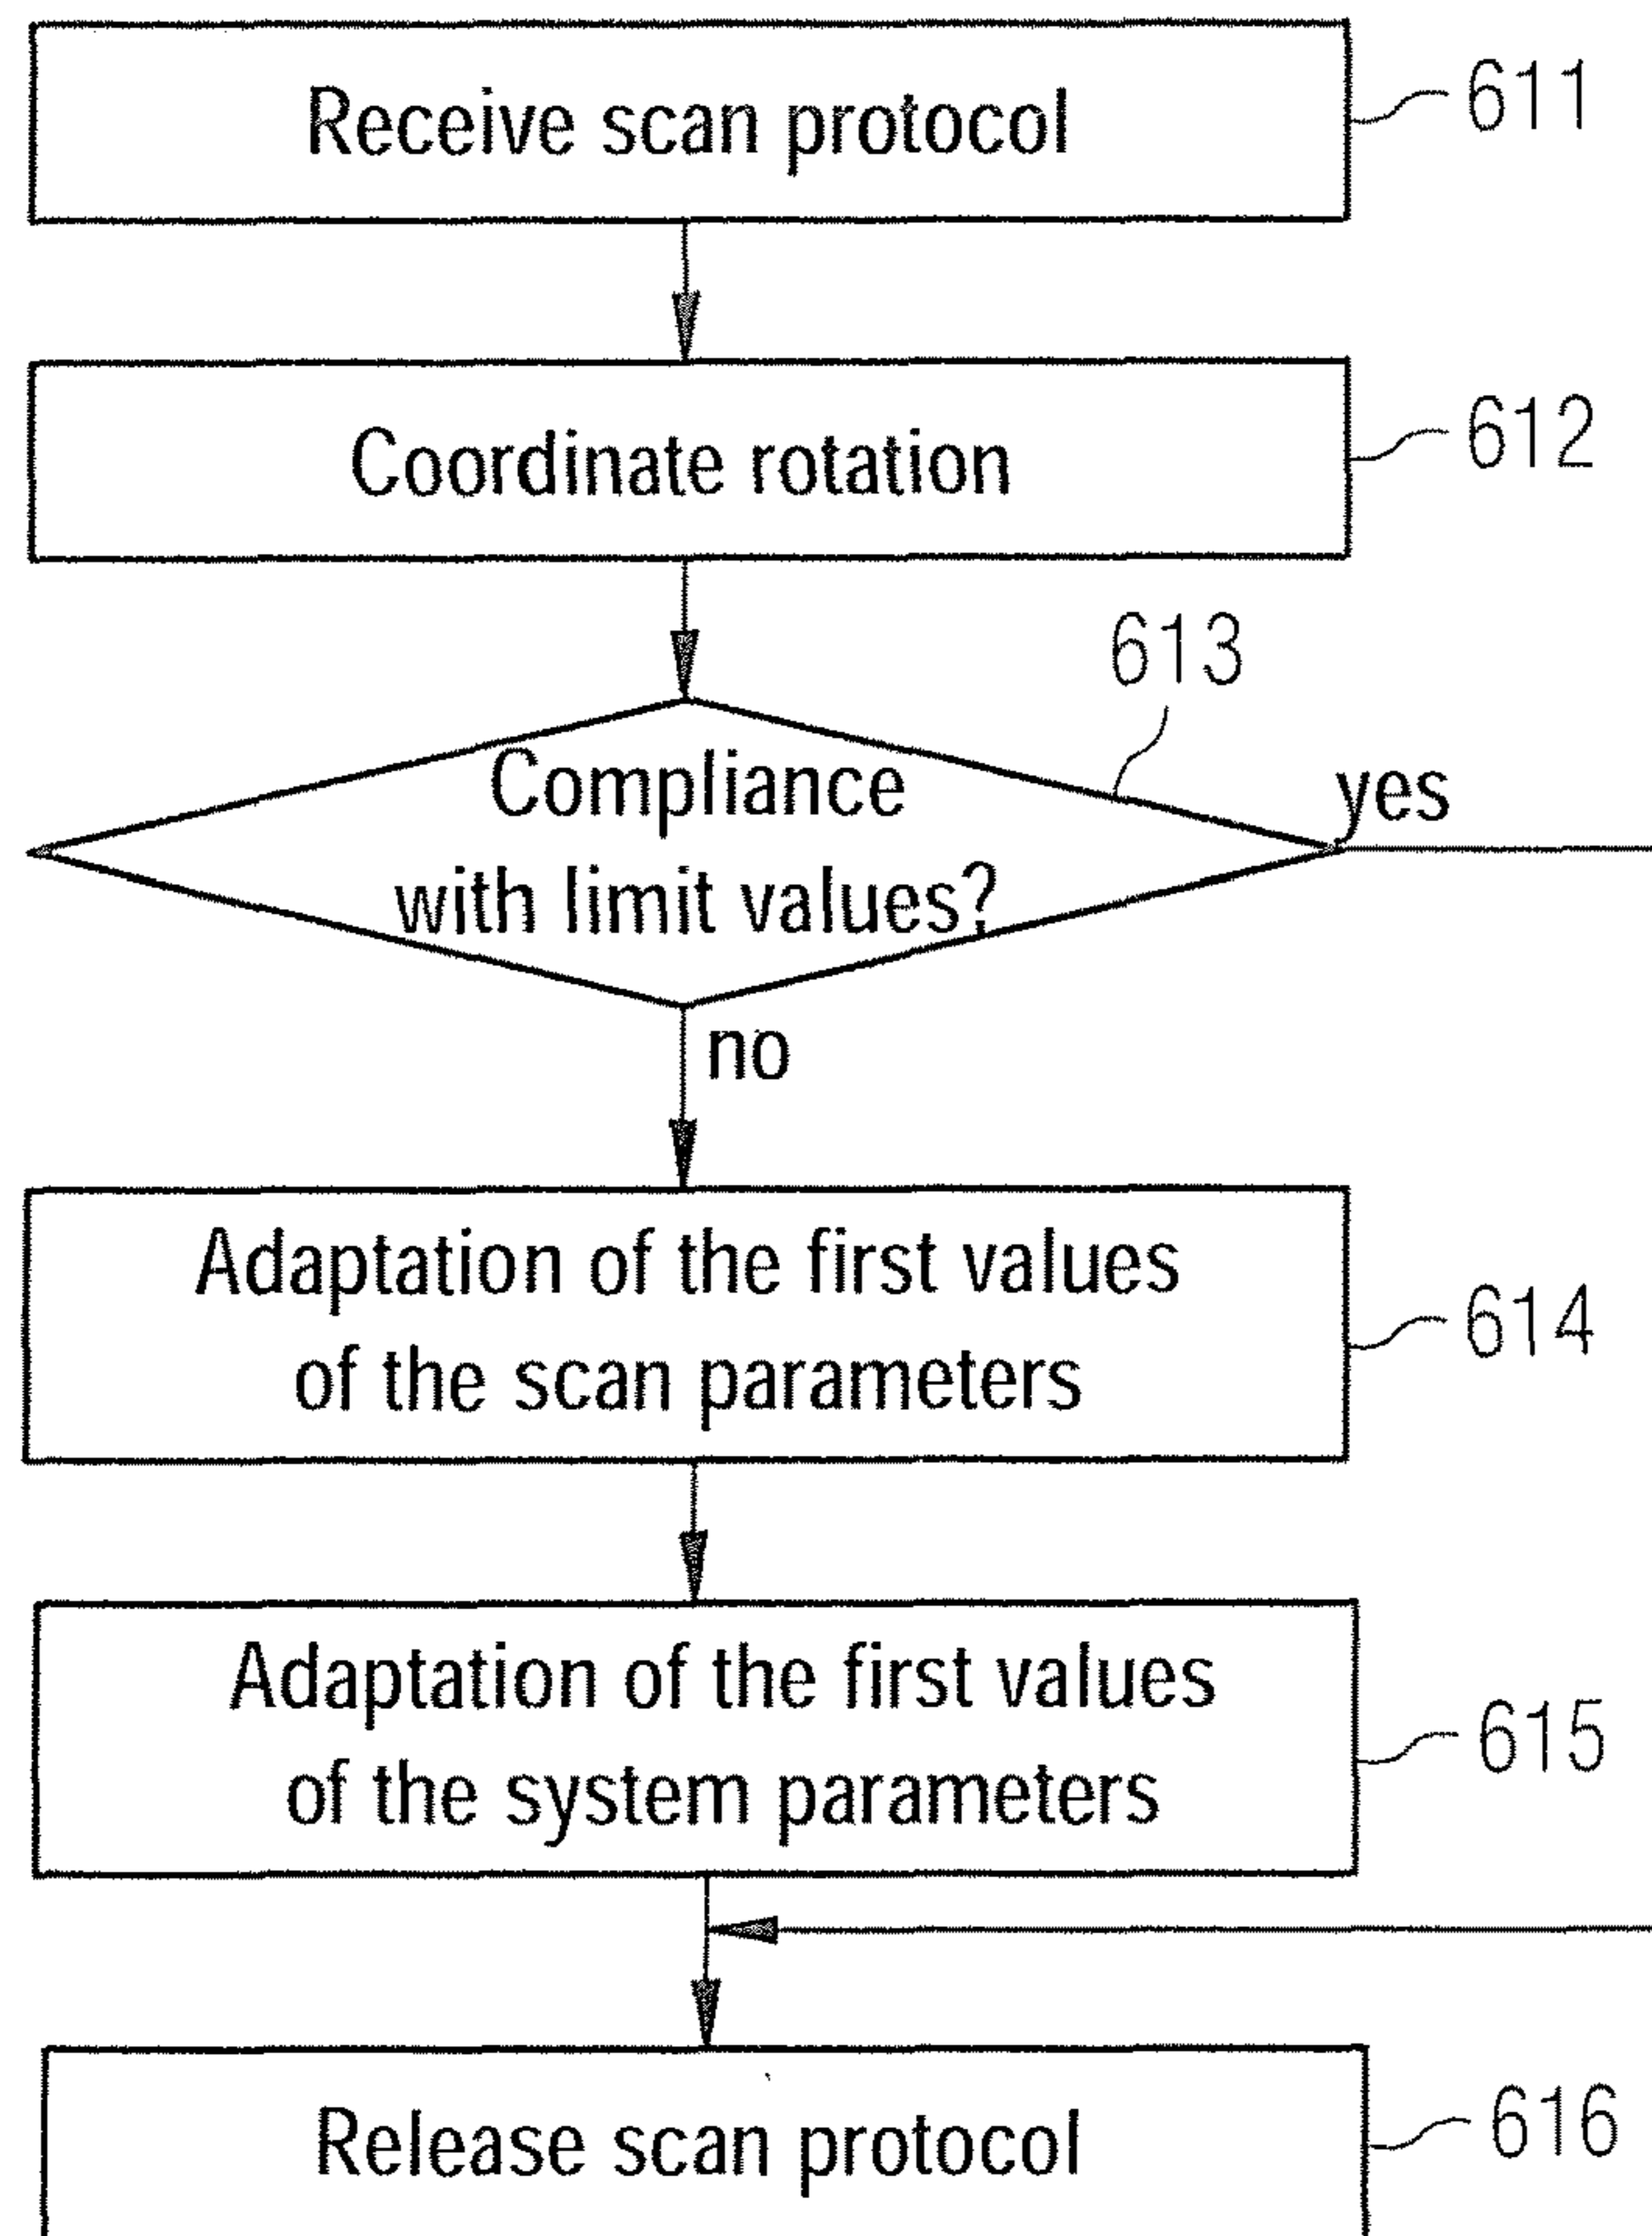 Receive scan protocol
611
Coordinate rotation
612
613
Compliance
with limit values?
yes
no
Adaptation of the first values
of the scan parameters
614
Adaptation of the first values
of the system parameters
615
Release scan protocol
616